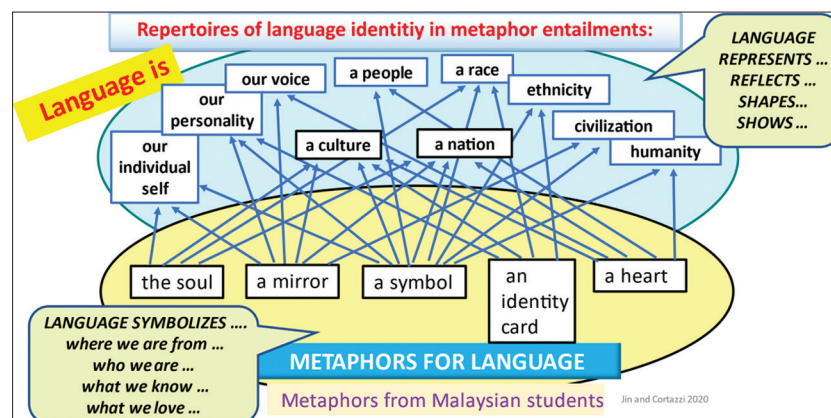 Repertoires of language identitiy in metaphor entailments:
Language is
LANGUAGE
REPRESENTS ...
REFLECTS ...
SHAPES...
SHOWS ...
our voice
a people
a race
ethnicity
our
personality
civilization
our
individual
self
a culture
a nation
humanity
the soul
a mirror
a symbol
an
identity
card
a heart
LANGUAGE SYMBOLIZES ....
where we are from ...
who we are ...
what we know ...
what we love ...
METAPHORS FOR LANGUAGE
Metaphors from Malaysian students
Jin and Cortazzi 2020